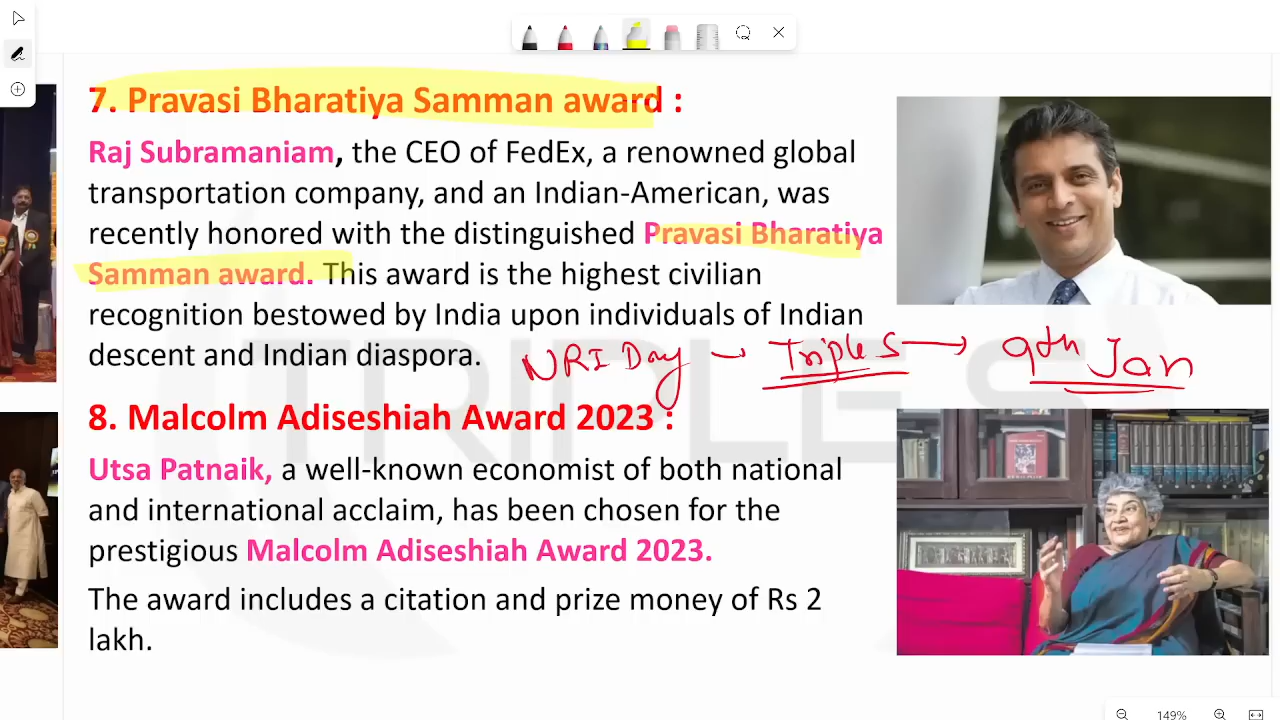 7. Pravasi Bharatiya Samman award :
Raj Subramaniam, the CEO of FedEx, a renowned global
transportation company, and an Indian-American, was
recently honored with the distinguished Pravasi Bharatiya
Samman award. This award is the highest civilian
recognition bestowed by India upon individuals of Indian
descent and Indian diaspora.
NRI Day → Triple S → 9th Jan
8. Malcolm Adiseshiah Award 2023 :
Utsa Patnaik, a well-known economist of both national
and international acclaim, has been chosen for the
prestigious Malcolm Adiseshiah Award 2023.
The award includes a citation and prize money of Rs 2
lakh.
TRIPLE S
149%